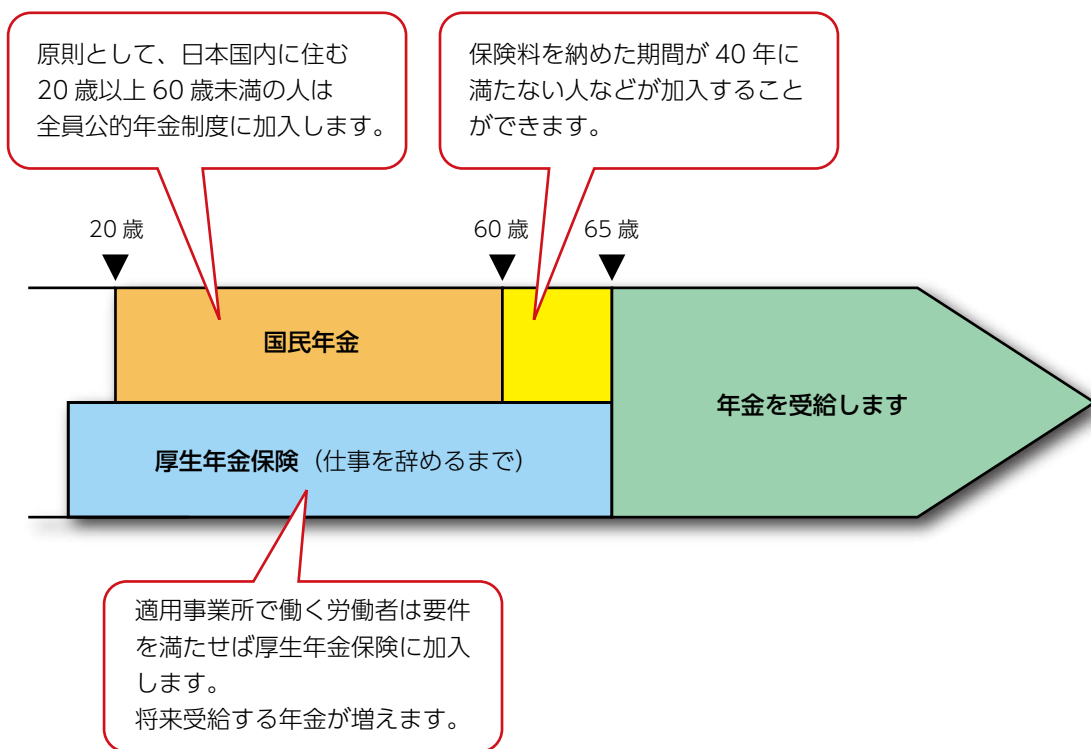 原則として、日本国内に住む
20 歳以上 60 歳未満の人は
全員公的年金制度に加入します。
保険料を納めた期間が 40 年に
満たない人などが加入すること
ができます。
20 歳
60 歳
65 歳
国民年金
年金を受給します
厚生年金保険（仕事を辞めるまで）
適用事業所で働く労働者は要件
を満たせば厚生年金保険に加入
します。
将来受給する年金が増えます。